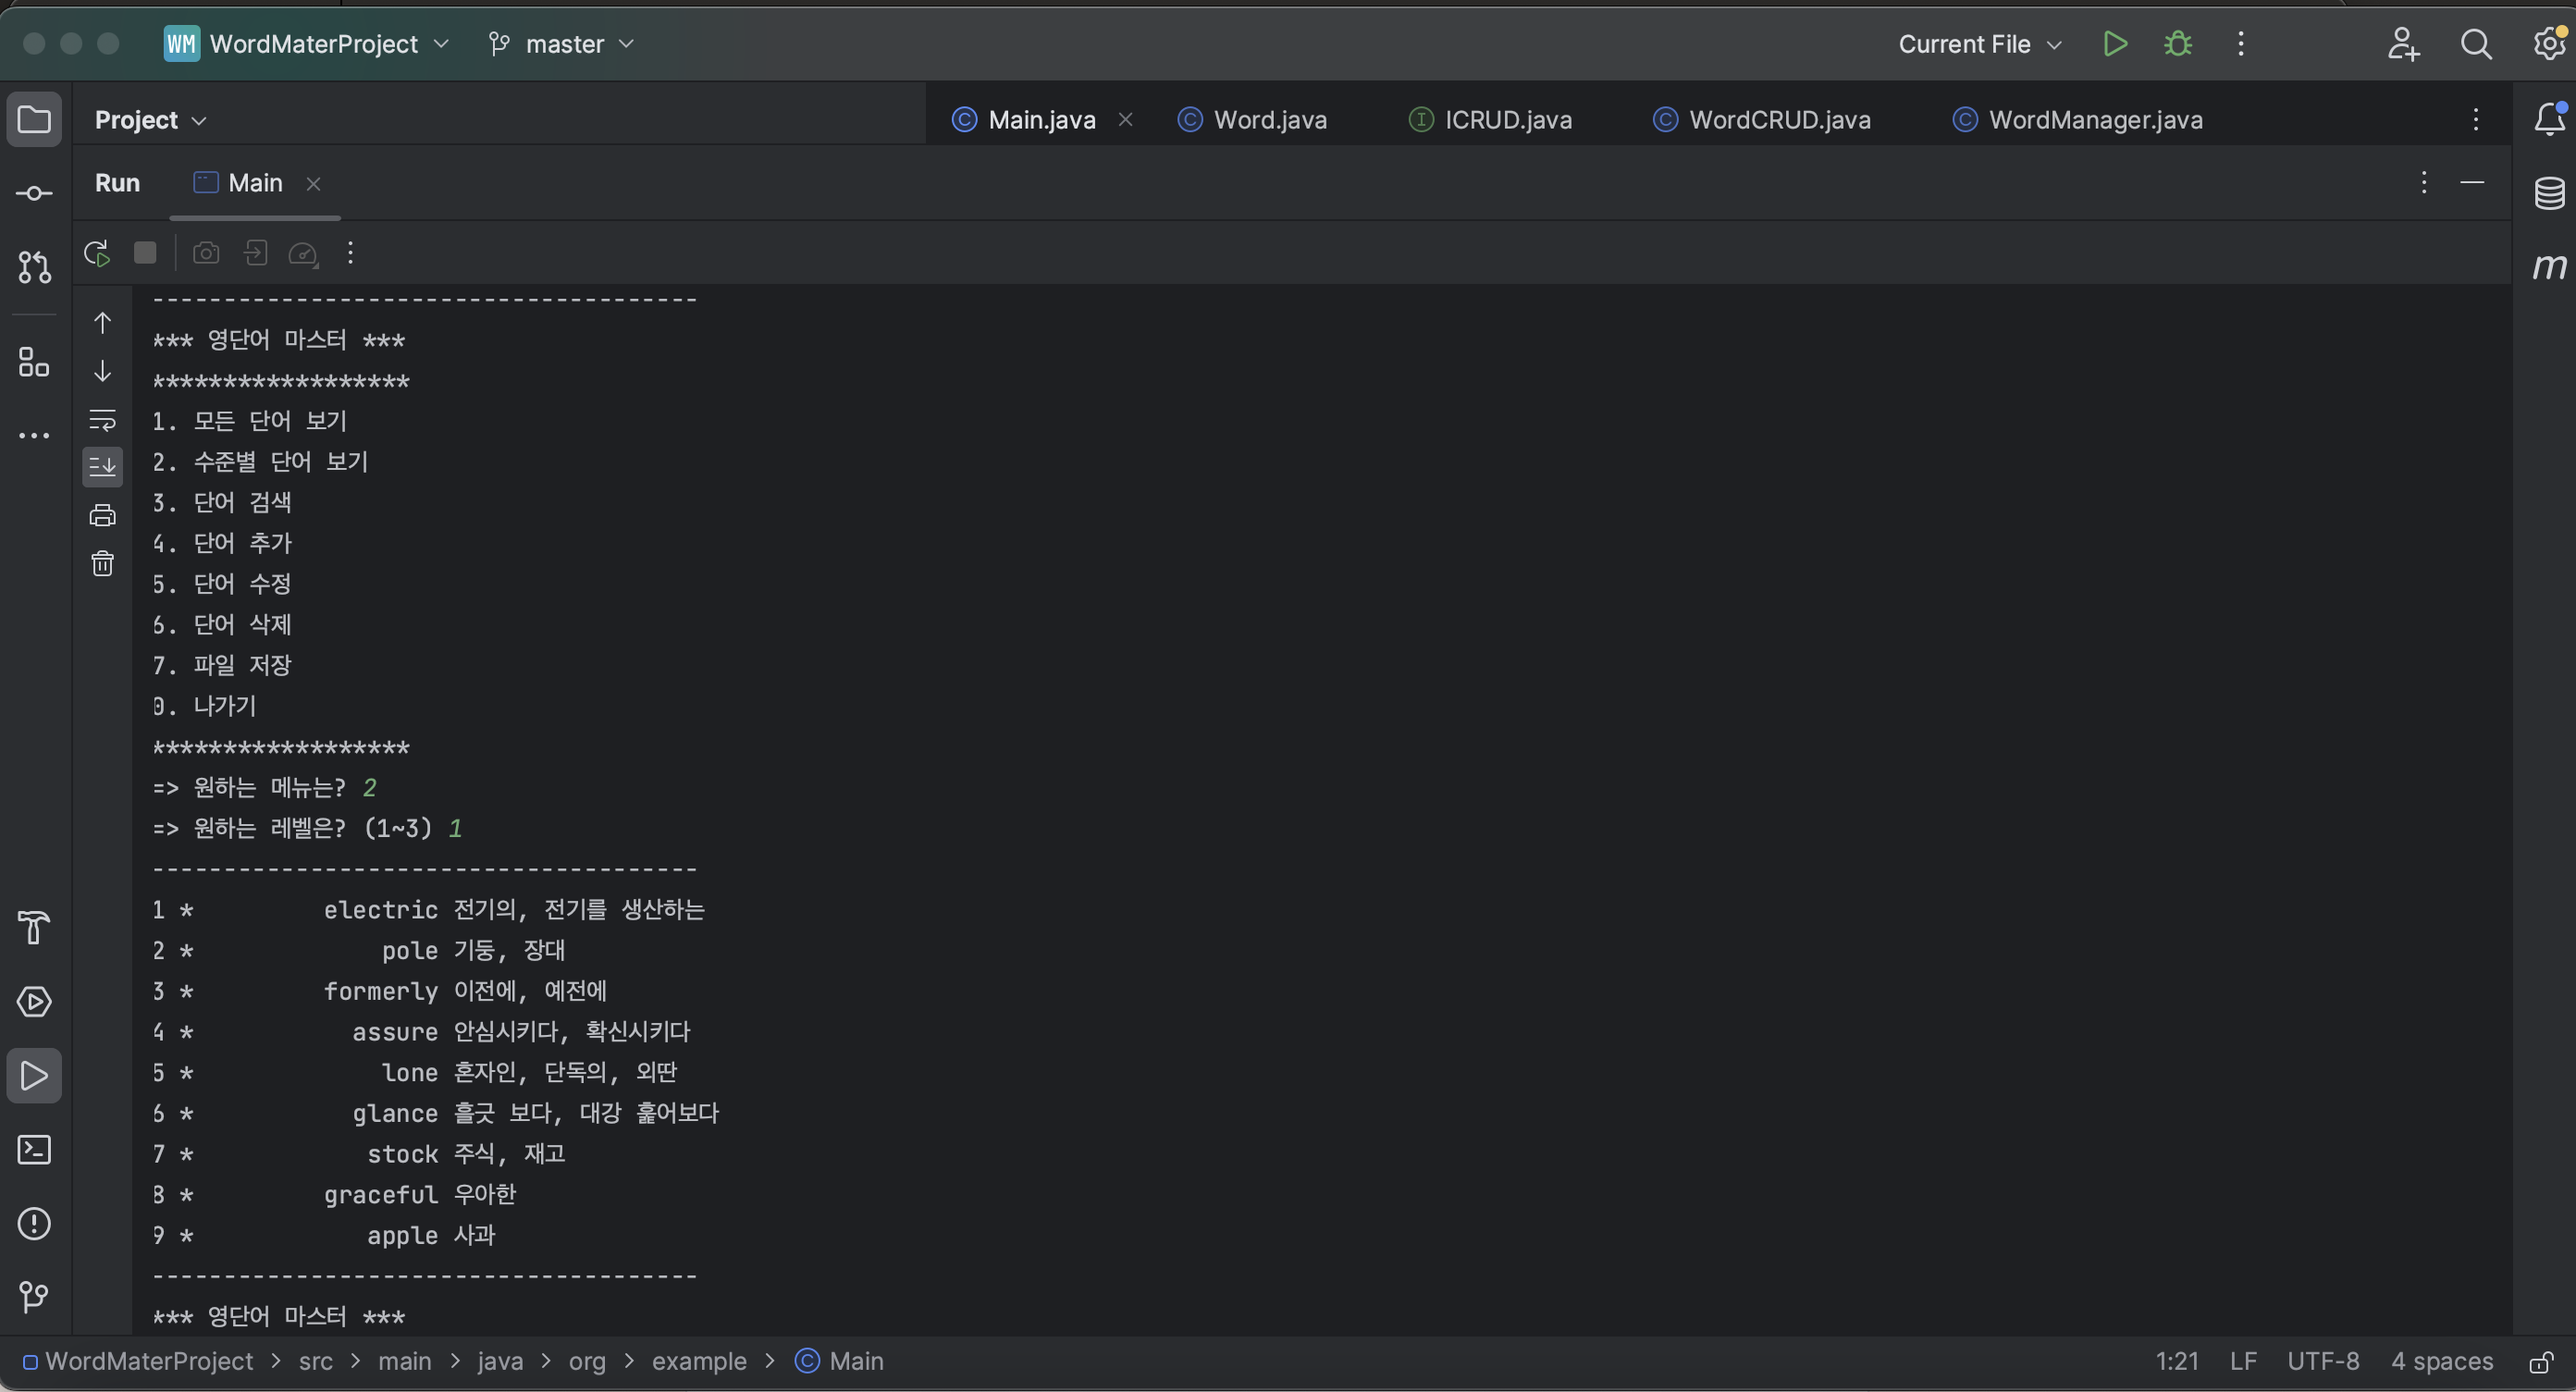 WM WordMaterProject master Current File
Project Main.java Word.java ICRUD.java WordCRUD.java WordManager.java
Run Main
--------------------------------------
*** 영단어 마스터 ***
******************
1. 모든 단어 보기
2. 수준별 단어 보기
3. 단어 검색
4. 단어 추가
5. 단어 수정
6. 단어 삭제
7. 파일 저장
0. 나가기
******************
=> 원하는 메뉴는? 2
=> 원하는 레벨은? (1~3) 1
--------------------------------------
1 * electric 전기의, 전기를 생산하는
2 * pole 기둥, 장대
3 * formerly 이전에, 예전에
4 * assure 안심시키다, 확신시키다
5 * lone 혼자인, 단독의, 외딴
6 * glance 흘긋 보다, 대강 훑어보다
7 * stock 주식, 재고
8 * graceful 우아한
9 * apple 사과
--------------------------------------
*** 영단어 마스터 ***
WordMaterProject > src > main > java > org > example > Main 1:21 LF UTF-8 4 spaces